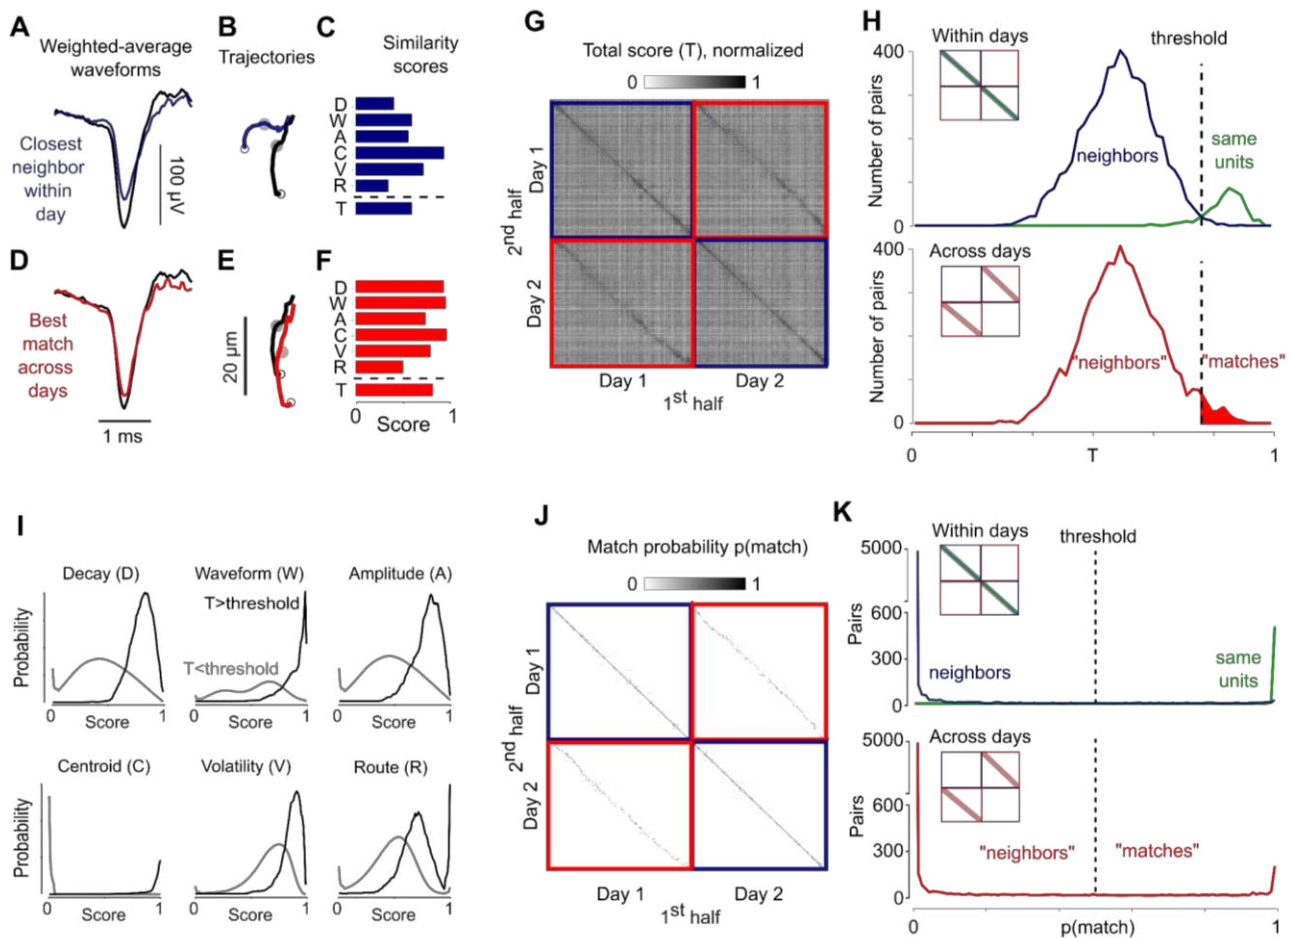 A
Weighted-average
waveforms
Closest
neighbor
within
day
100 µV
B
Trajectories
C
Similarity
scores
D
W
A
C
V
R
T
D
Best
match
across
days
1 ms
E
20 µm
F
D
W
A
C
V
R
T
0
1
Score
G
Total score (T), normalized
0
1
Day 1
Day 2
2nd half
Day 1
Day 2
1st half
H
Within days
threshold
400
0
Number of pairs
neighbors
same
units
Across days
400
0
Number of pairs
"neighbors"
"matches"
0
T
1
I
Decay (D)
Probability
0
Score
1
Waveform (W)
T>threshold
T<threshold
0
Score
1
Amplitude (A)
0
Score
1
Centroid (C)
Probability
0
Score
1
Volatility (V)
0
Score
1
Route (R)
0
Score
1
J
Match probability p(match)
0
1
Day 1
Day 2
2nd half
Day 1
Day 2
1st half
K
Within days
threshold
5000
600
300
0
Pairs
neighbors
same
units
Across days
5000
600
300
0
Pairs
"neighbors"
"matches"
0
p(match)
1